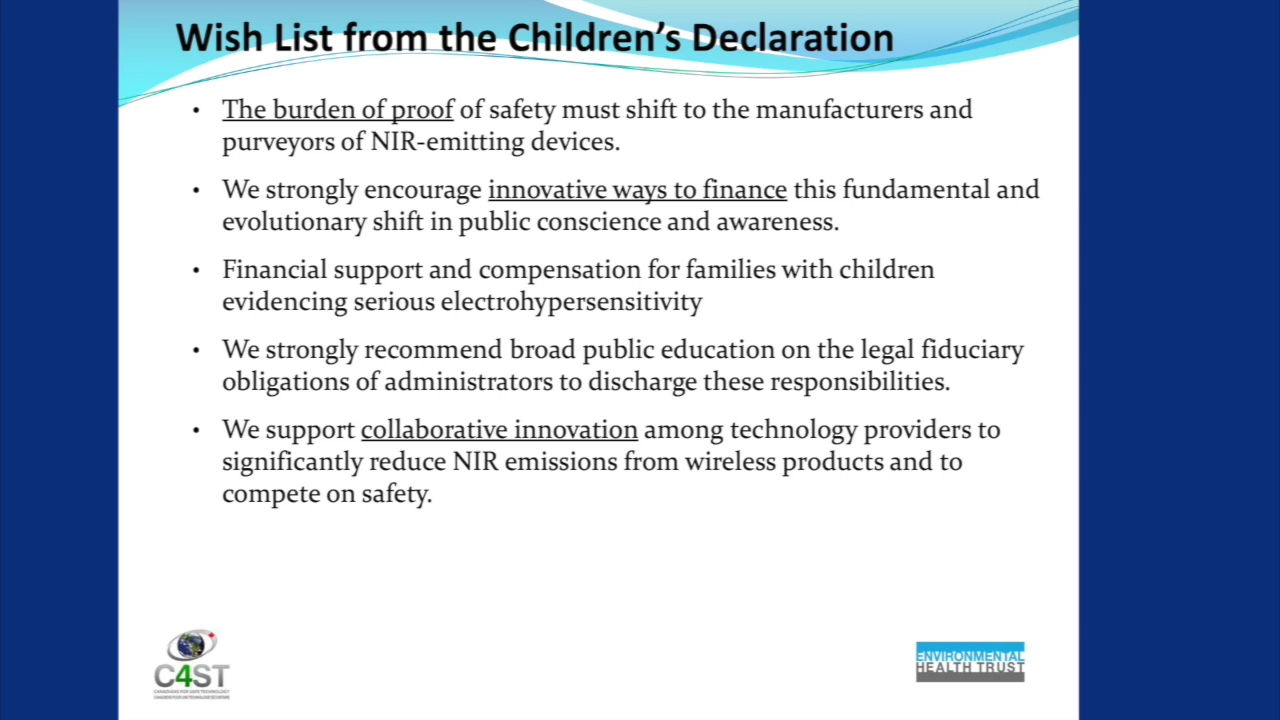 Wish List from the Children's Declaration
• The burden of proof of safety must shift to the manufacturers and
purveyors of NIR-emitting devices.
• We strongly encourage innovative ways to finance this fundamental and
evolutionary shift in public conscience and awareness.
• Financial support and compensation for families with children
evidencing serious electrohypersensitivity
• We strongly recommend broad public education on the legal fiduciary
obligations of administrators to discharge these responsibilities.
• We support collaborative innovation among technology providers to
significantly reduce NIR emissions from wireless products and to
compete on safety.
C4ST
CANADIANS FOR SAFE TECHNOLOGY
ENVIRONMENTAL
HEALTH TRUST